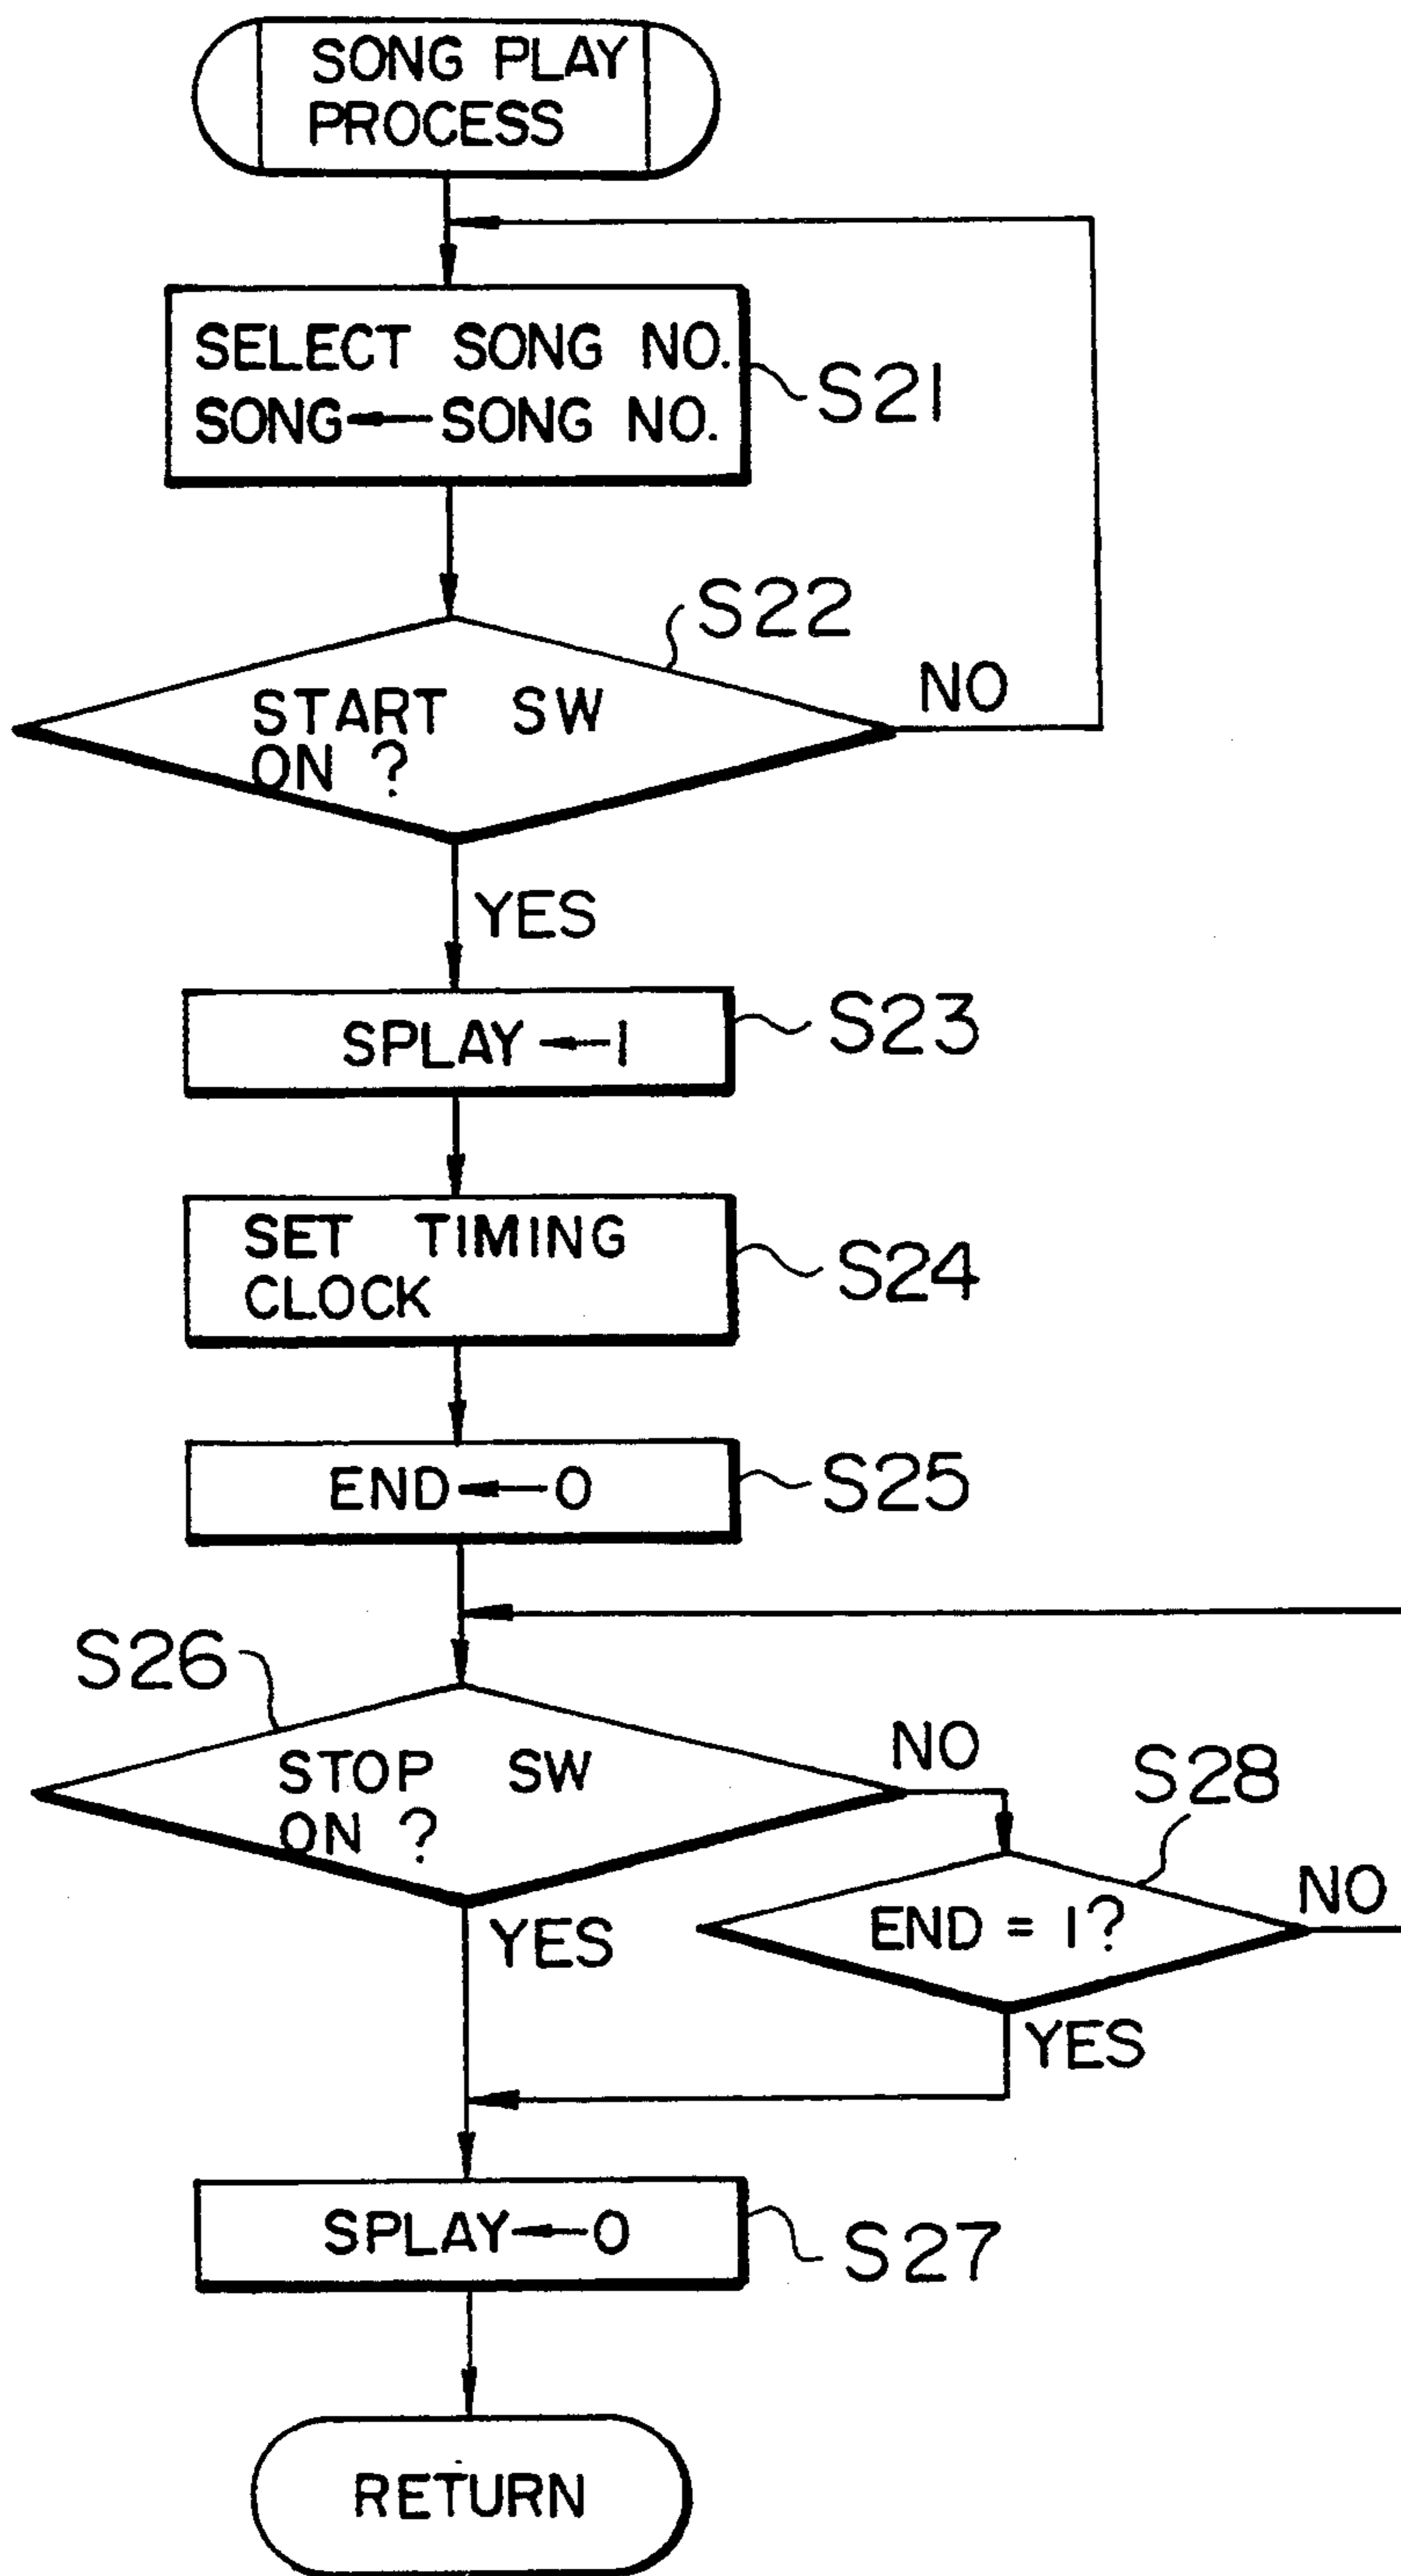 SONG PLAY
PROCESS
SELECT SONG NO.
SONG←SONG NO.
S21
S22
START SW
ON ?
NO
YES
SPLAY←1
S23
SET TIMING
CLOCK
S24
END←0
S25
S26
STOP SW
ON ?
NO
YES
S28
END = 1?
NO
YES
SPLAY←0
S27
RETURN